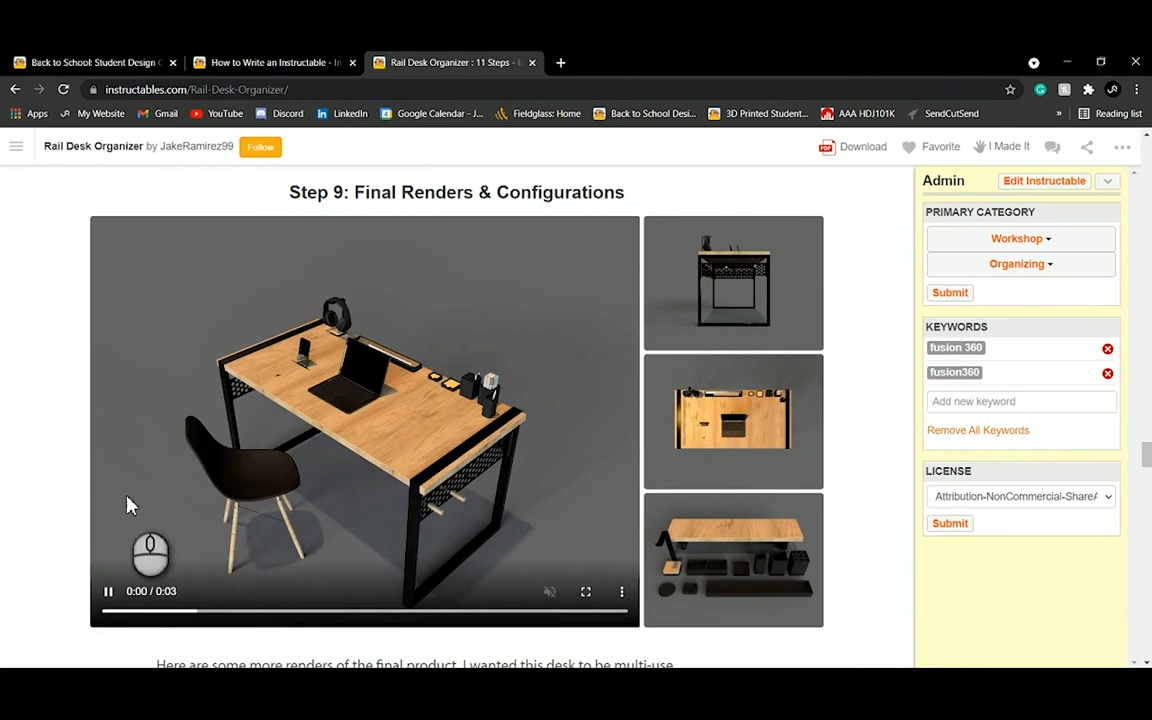 Back to School: Student Design C
How to Write an Instructable - In
Rail Desk Organizer : 11 Steps - I
instructables.com/Rail-Desk-Organizer/
Apps My Website Gmail YouTube Discord LinkedIn Google Calendar - J... Fieldglass: Home Back to School Desi... 3D Printed Student... AAA HDJ101K SendCutSend » Reading list
Rail Desk Organizer by JakeRamirez99 Follow Download Favorite I Made It
Step 9: Final Renders & Configurations
0:00 / 0:03
Here are some more renders of the final product. I wanted this desk to be multi-use
Admin Edit Instructable
PRIMARY CATEGORY
Workshop
Organizing
Submit
KEYWORDS
fusion 360
fusion360
Add new keyword
Remove All Keywords
LICENSE
Attribution-NonCommercial-ShareA
Submit